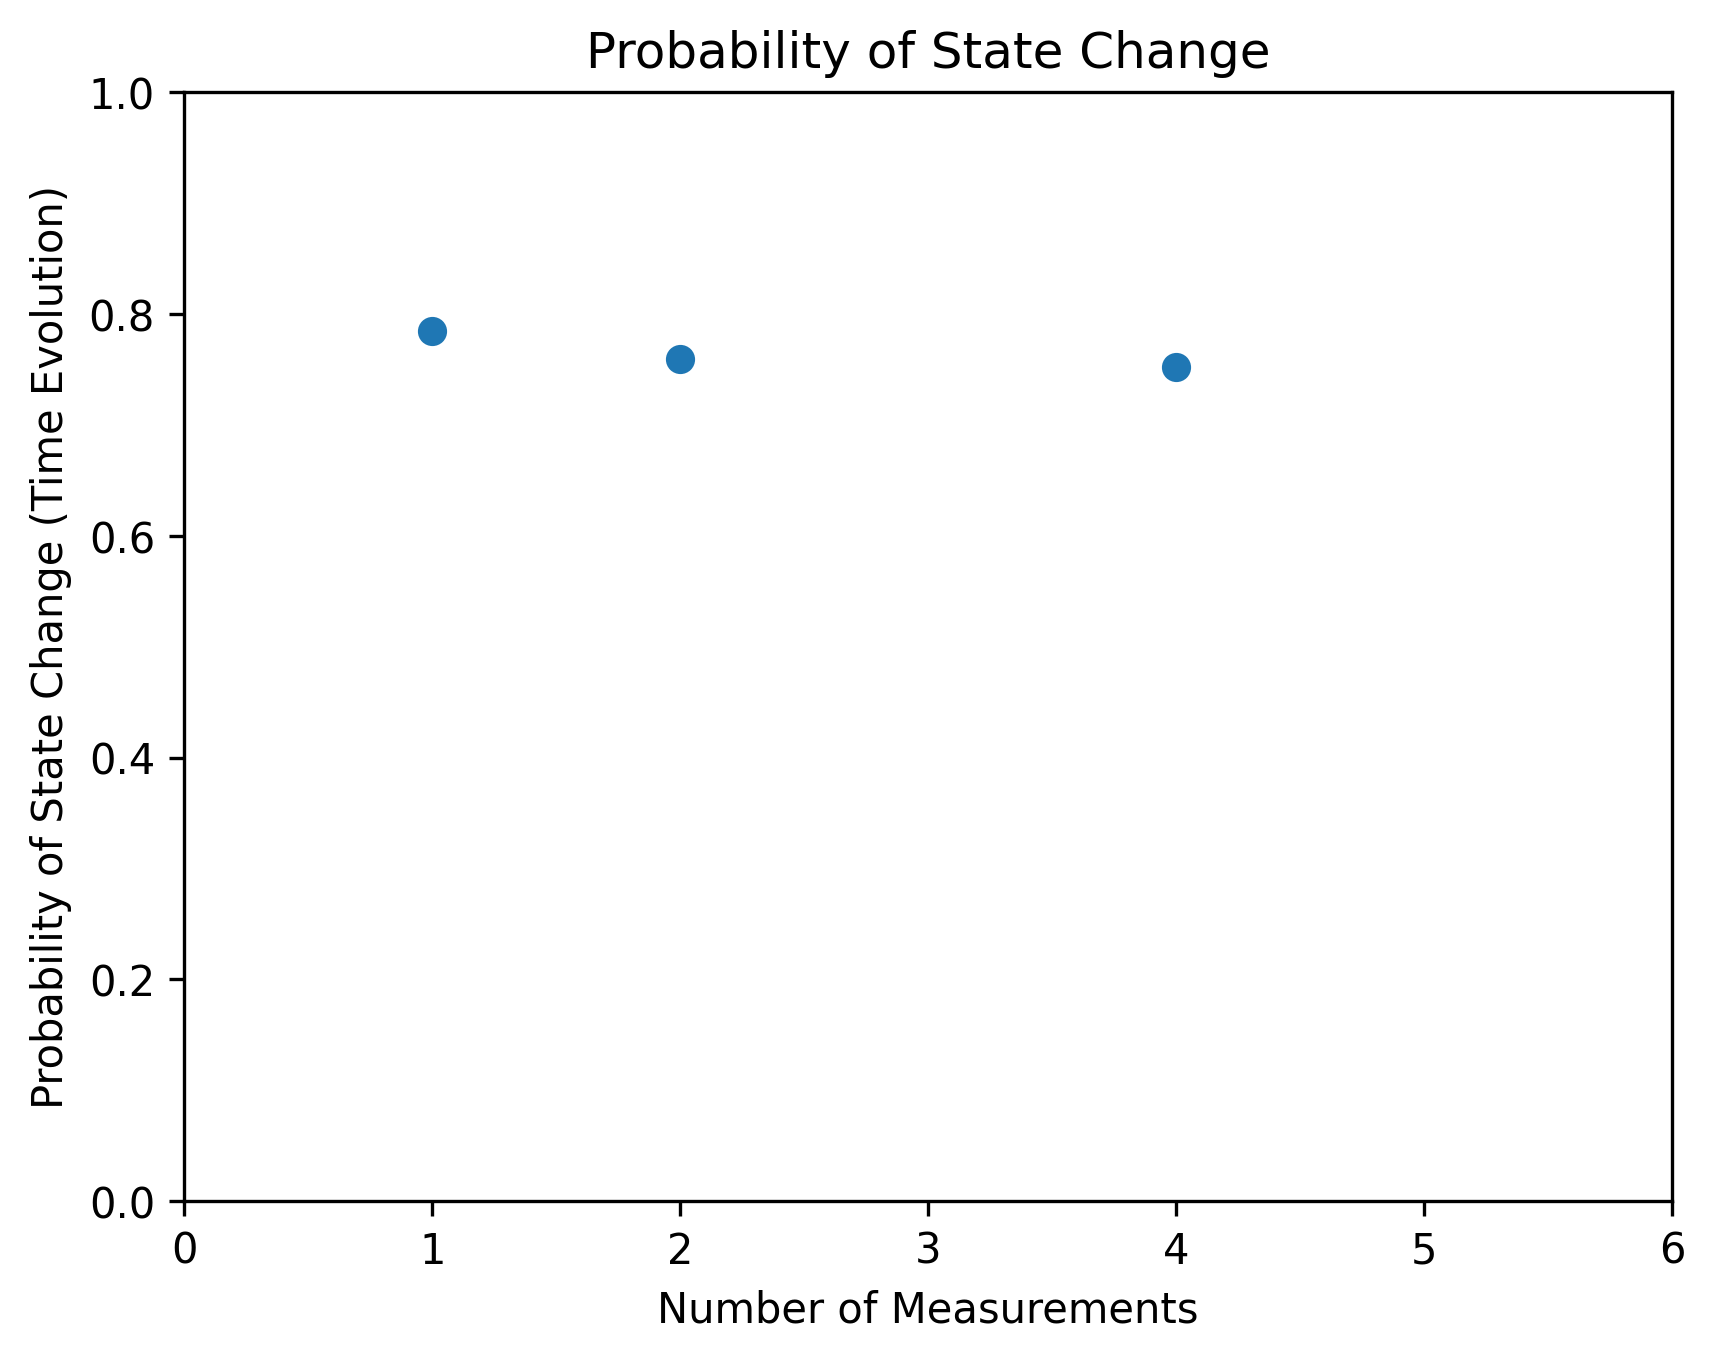 Probability of State Change
1.0
0.8
0.6
0.4
0.2
0.0
Probability of State Change (Time Evolution)
0 1 2 3 4 5 6
Number of Measurements